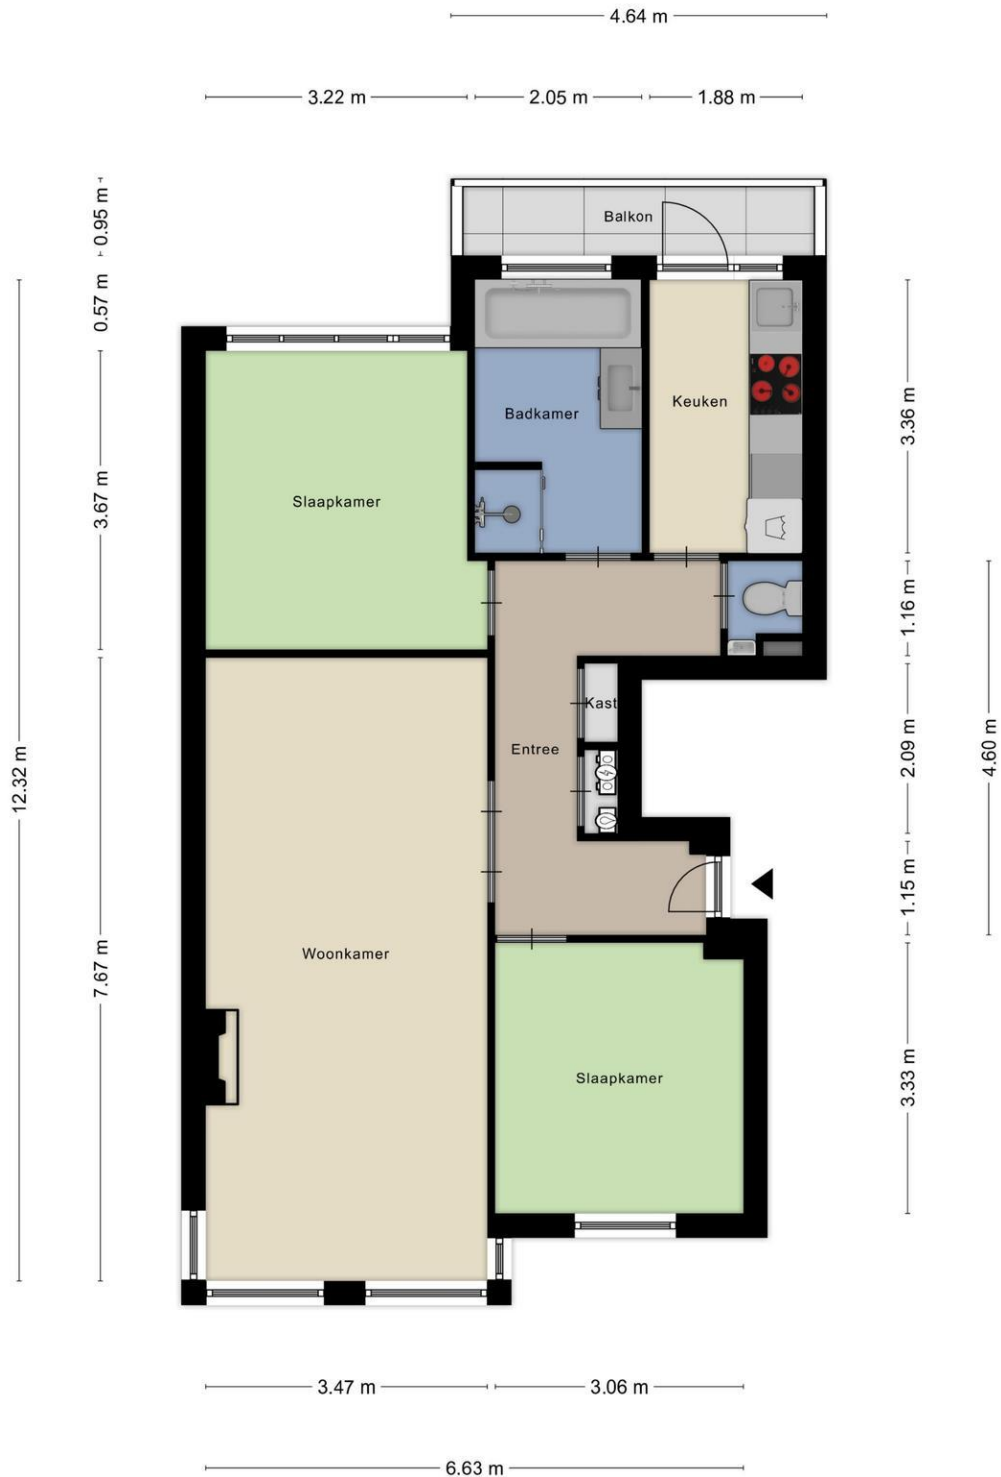 4.64 m
3.22 m
2.05 m
1.88 m
0.95 m
0.57 m
3.67 m
7.67 m
12.32 m
3.36 m
1.16 m
2.09 m
1.15 m
3.33 m
4.60 m
Balkon
Badkamer
Keuken
Slaapkamer
Kast
Entree
Woonkamer
Slaapkamer
3.47 m
3.06 m
6.63 m